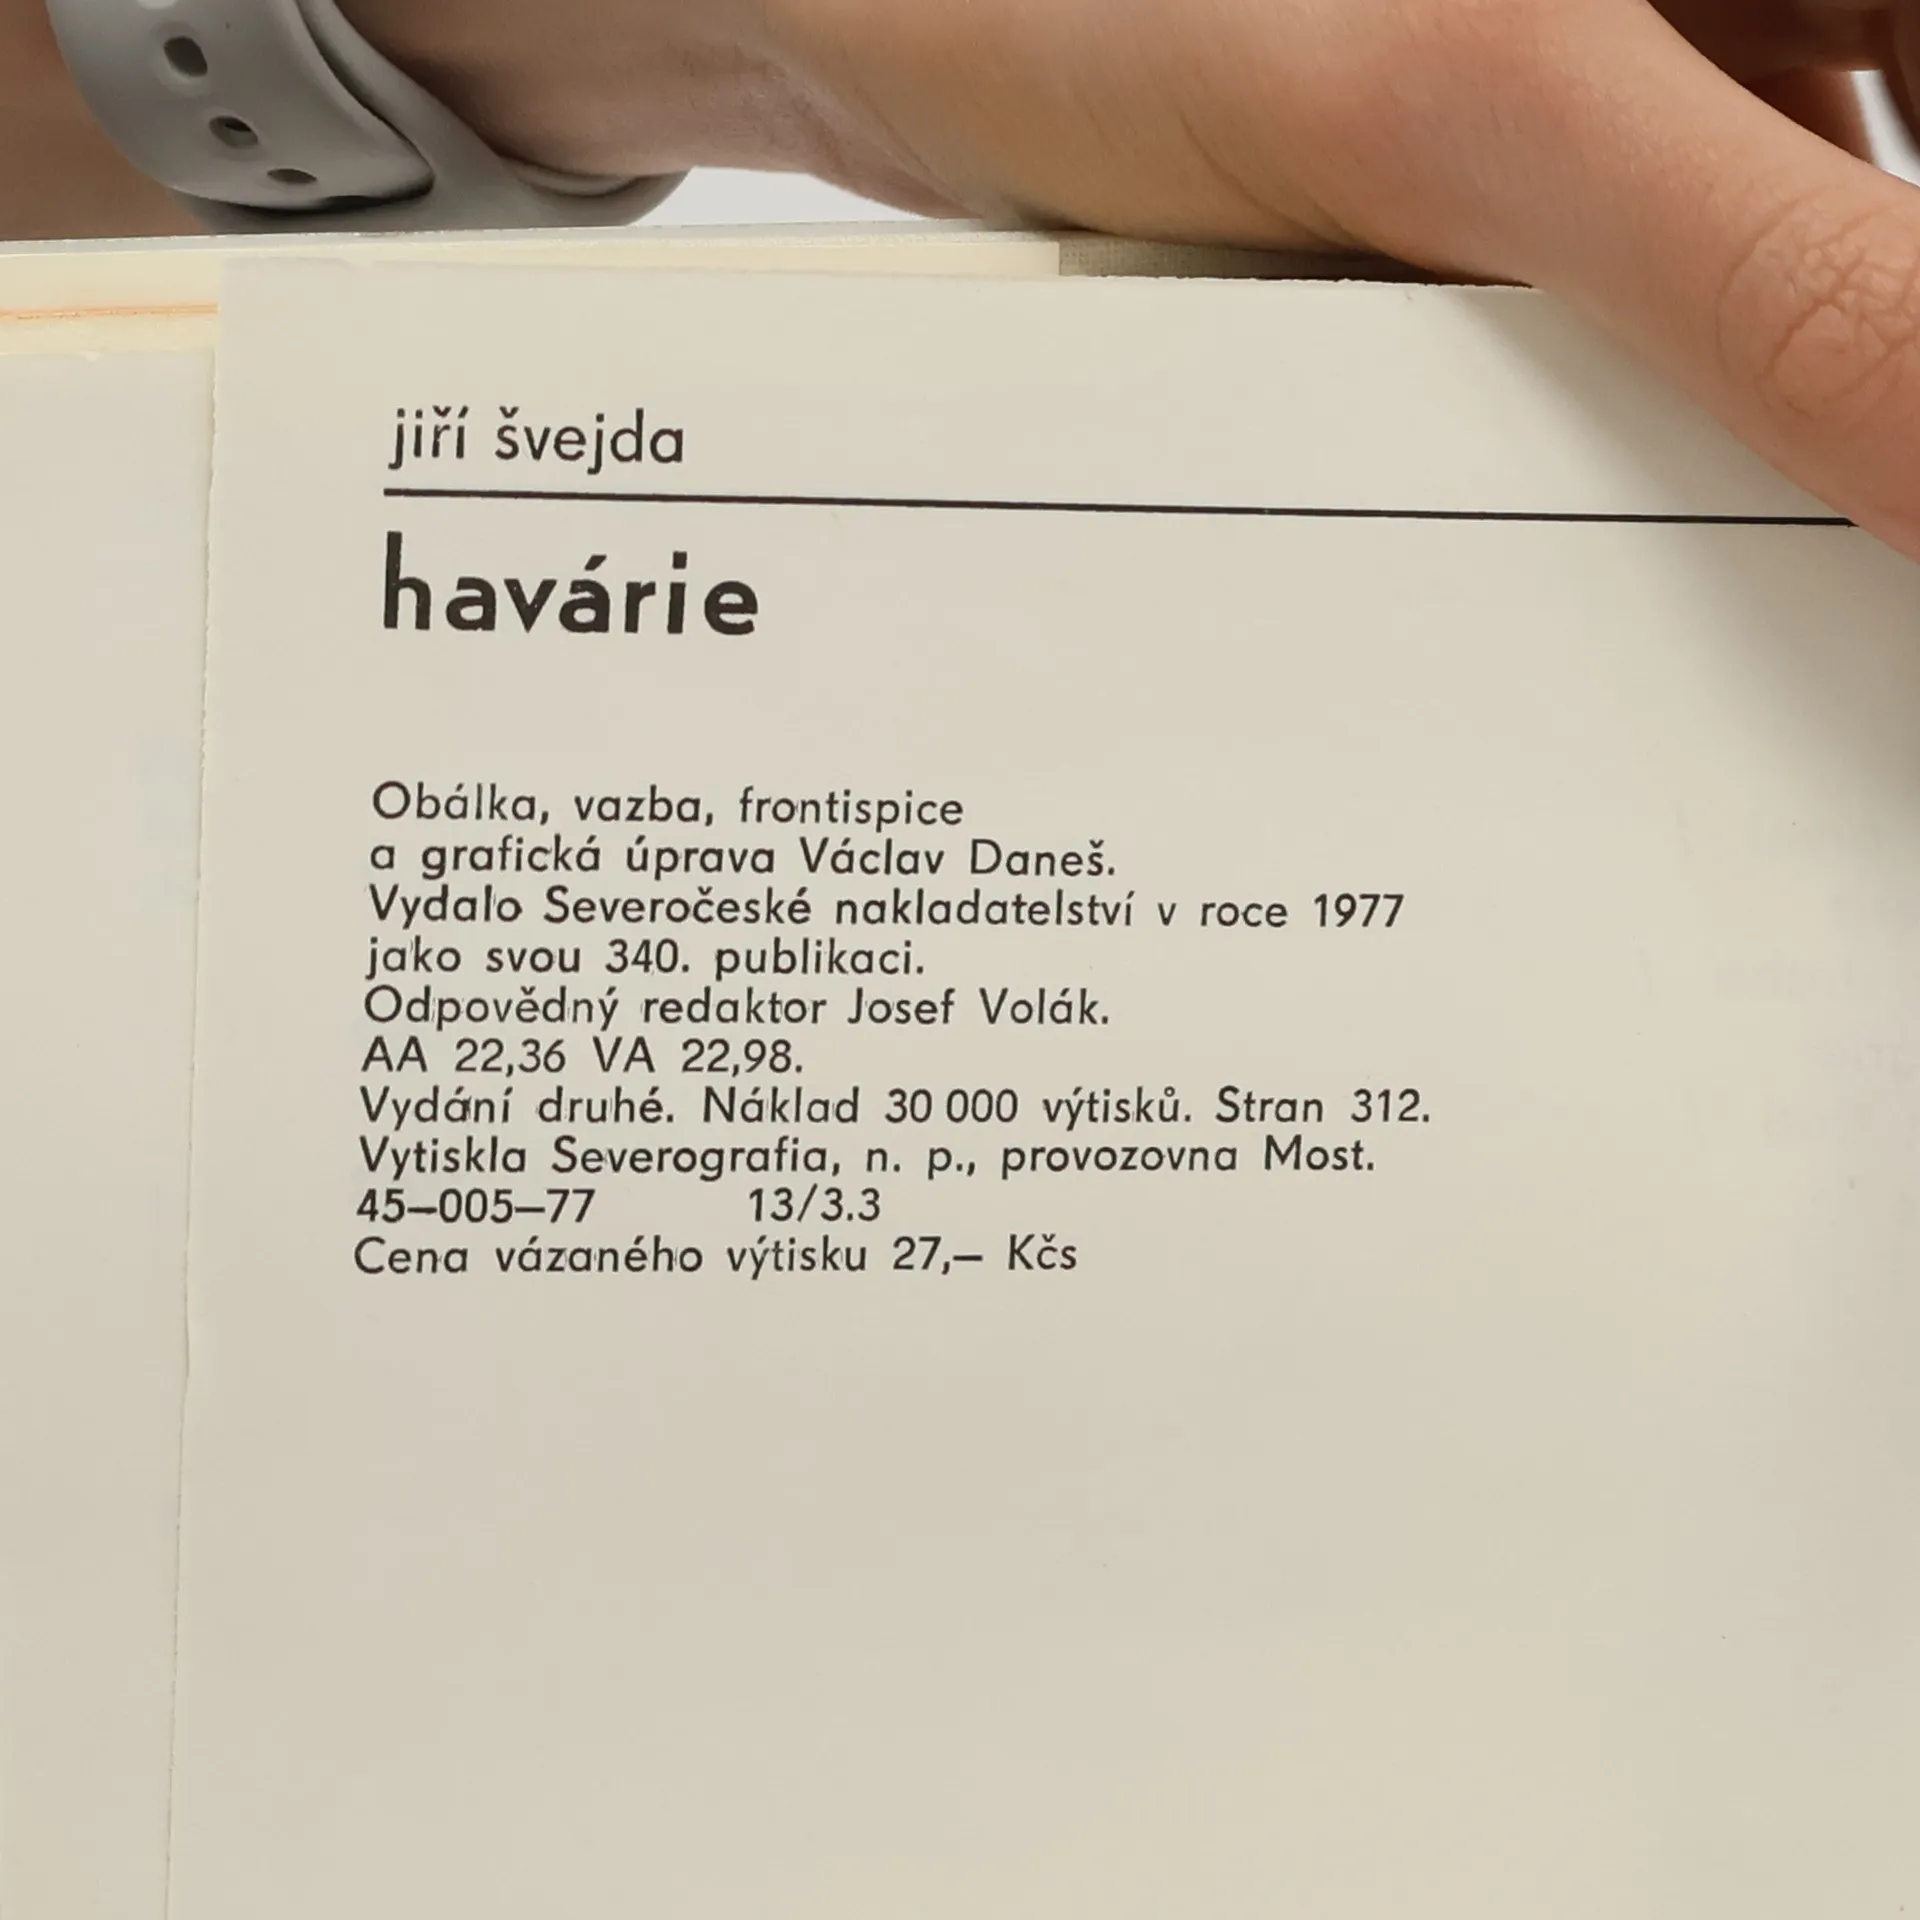 jiří švejda
havárie
Obálka, vazba, frontispice
a grafická úprava Václav Daneš.
Vydalo Severočeské nakladatelství v roce 1977
jako svou 340. publikaci.
Odpovědný redaktor Josef Volák.
AA 22,36 VA 22,98.
Vydání druhé. Náklad 30 000 výtisků. Stran 312.
Vytiskla Severografia, n. p., provozovna Most.
45—005—77 13/3.3
Cena vázaného výtisku 27,— Kčs